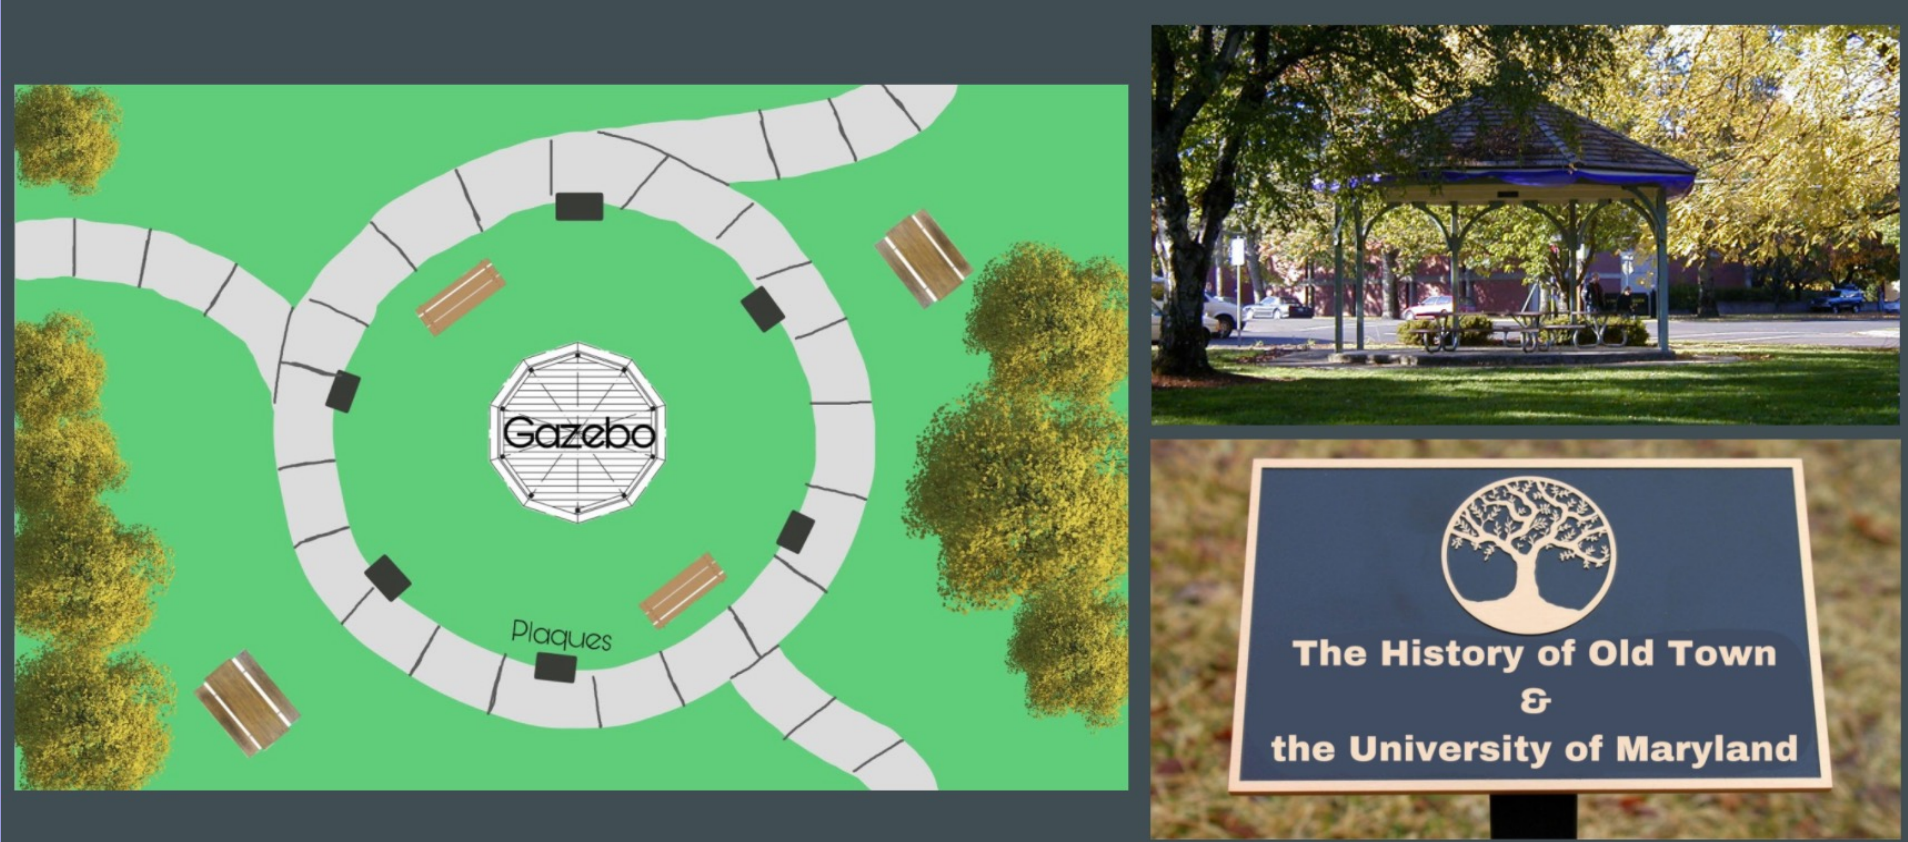 Gazebo
Plaques
The History of Old Town
&
the University of Maryland